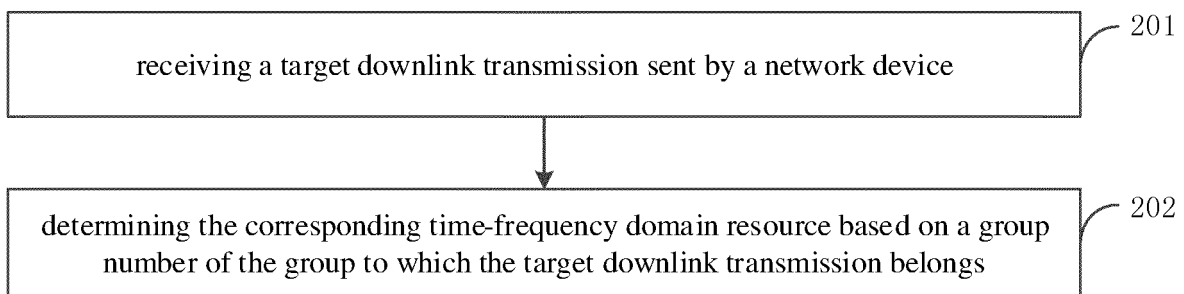 201
receiving a target downlink transmission sent by a network device
202
determining the corresponding time-frequency domain resource based on a group
number of the group to which the target downlink transmission belongs